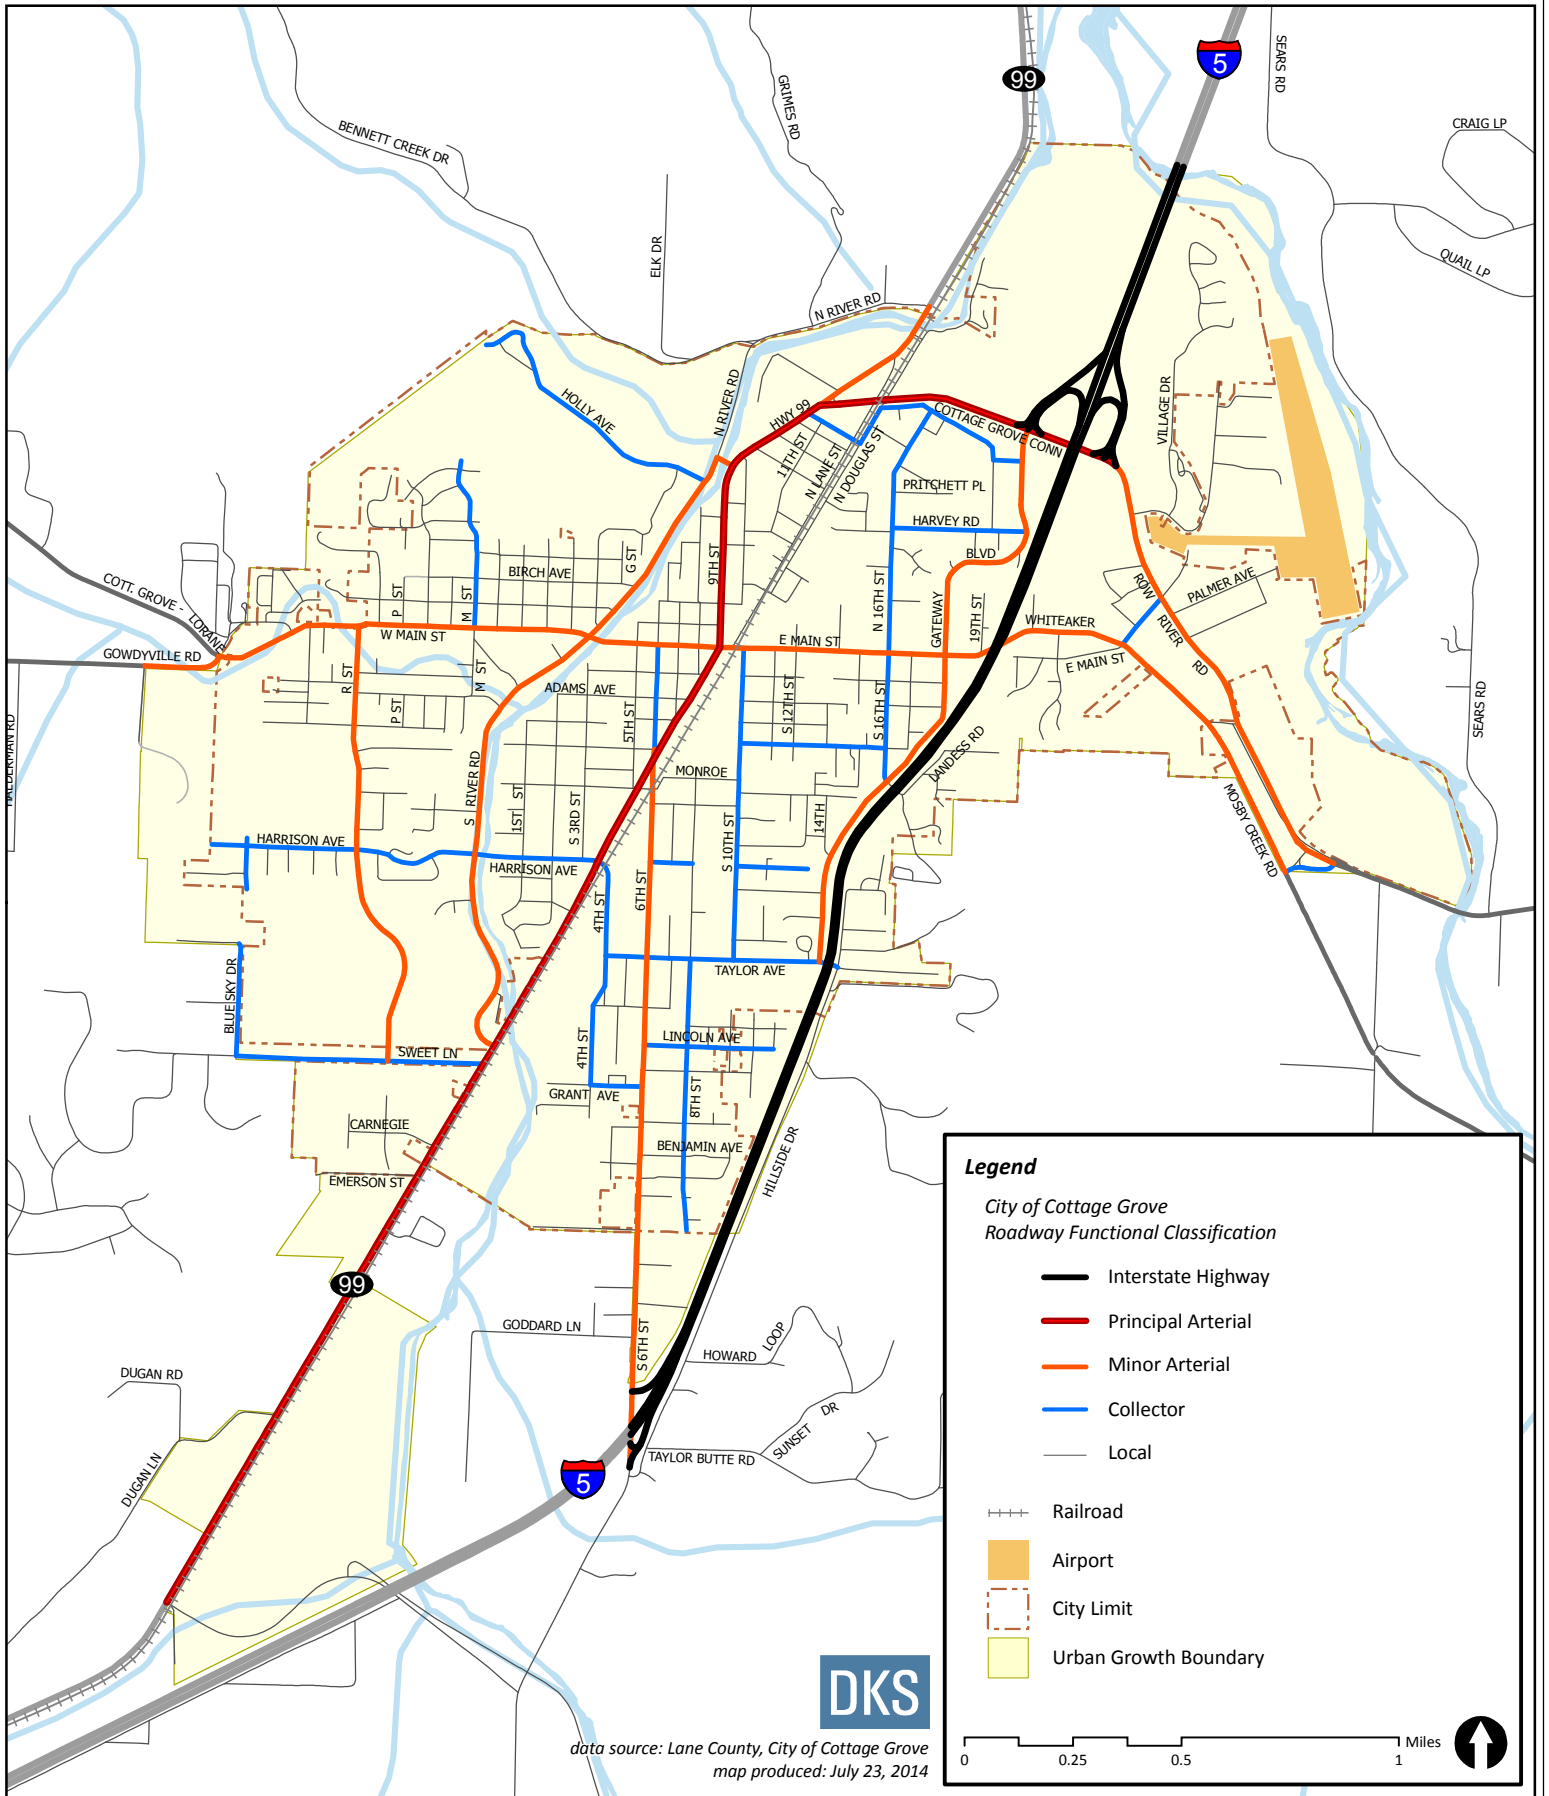 99
5
SEARS RD
CRAIG LP
GRIMES RD
BENNETT CREEK DR
ELK DR
QUAIL LP
N RIVER RD
VILLAGE DR
HOLLY AVE
N RIVER RD
HWY 99
COTTAGE GROVE CONN
11TH ST
N LANE ST
N DOUGLAS ST
PRITCHETT PL
HARVEY RD
BLVD
G ST
9TH ST
BIRCH AVE
COTT. GROVE -
LORANE
P ST
M ST
N 16TH ST
GATEWAY
19TH ST
ROW
RIVER
RD
PALMER AVE
WHITEAKER
W MAIN ST
E MAIN ST
GOWDYVILLE RD
E MAIN ST
R ST
M ST
ADAMS AVE
P ST
5TH ST
S 12TH ST
S 16TH ST
SEARS RD
HALDERMAN RD
LANDESS RD
MONROE
S RIVER RD
1ST ST
S 3RD ST
14TH
MOSBY CREEK RD
HARRISON AVE
S 10TH ST
HARRISON AVE
6TH ST
4TH ST
TAYLOR AVE
BLUE SKY DR
LINCOLN AVE
SWEET LN
4TH ST
GRANT AVE
8TH ST
CARNEGIE
BENJAMIN AVE
HILLSIDE DR
EMERSON ST
99
GODDARD LN
S 6TH ST
HOWARD
LOOP
DUGAN RD
SUNSET
DR
TAYLOR BUTTE RD
DUGAN LN
5
Legend
City of Cottage Grove
Roadway Functional Classification
Interstate Highway
Principal Arterial
Minor Arterial
Collector
Local
Railroad
Airport
City Limit
Urban Growth Boundary
Miles
0 0.25 0.5 1
DKS
data source: Lane County, City of Cottage Grove
map produced: July 23, 2014